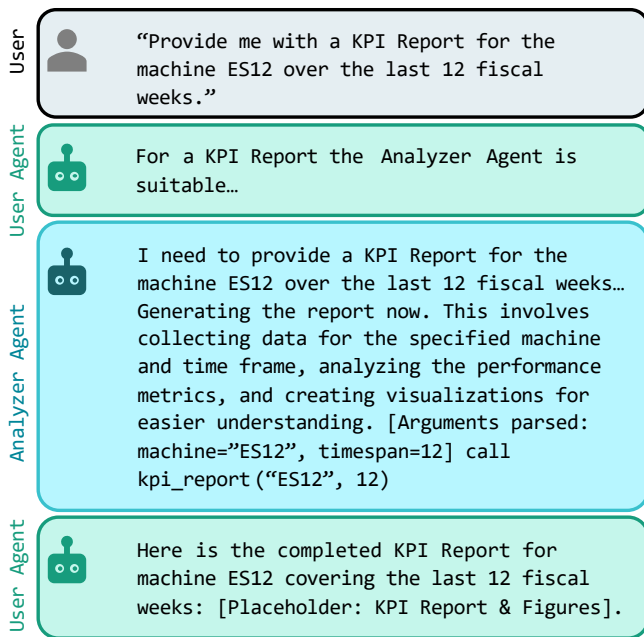 User
“Provide me with a KPI Report for the
machine ES12 over the last 12 fiscal
weeks.”
User Agent
For a KPI Report the Analyzer Agent is
suitable…
Analyzer Agent
I need to provide a KPI Report for the
machine ES12 over the last 12 fiscal weeks…
Generating the report now. This involves
collecting data for the specified machine
and time frame, analyzing the performance
metrics, and creating visualizations for
easier understanding. [Arguments parsed:
machine=”ES12”, timespan=12] call
kpi_report(“ES12”, 12)
User Agent
Here is the completed KPI Report for
machine ES12 covering the last 12 fiscal
weeks: [Placeholder: KPI Report & Figures].